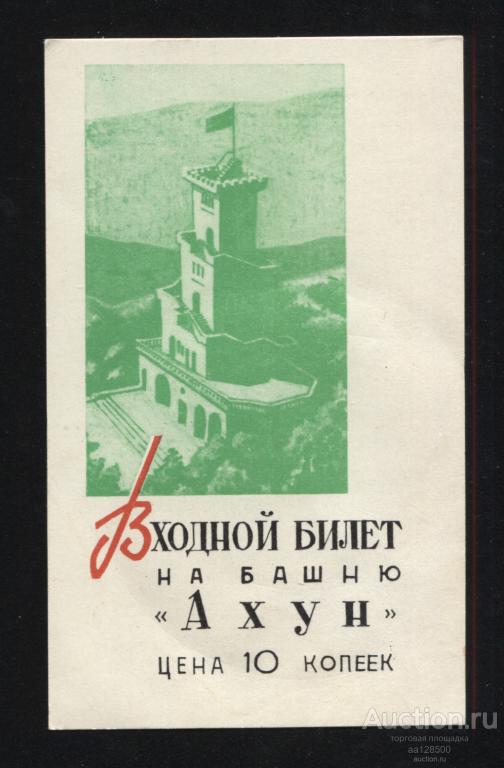 Входной билет
на башню
«Ахун»
цена 10 копеек
Auction.ru
торговая площадка
aa128500
auction.ru